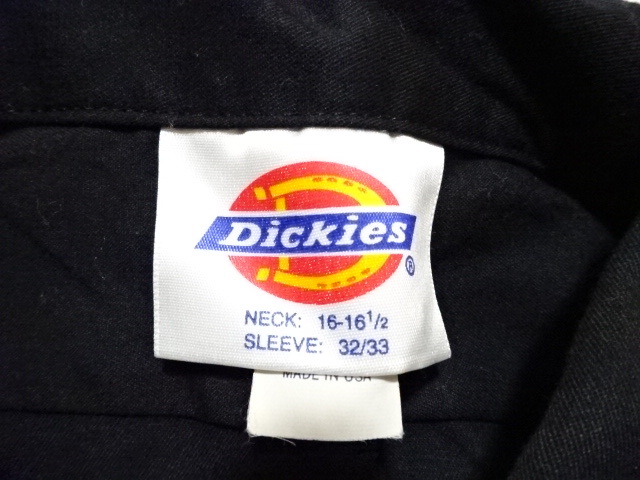 Dickies®
NECK: 16-16 1/2
SLEEVE: 32/33
MADE IN USA